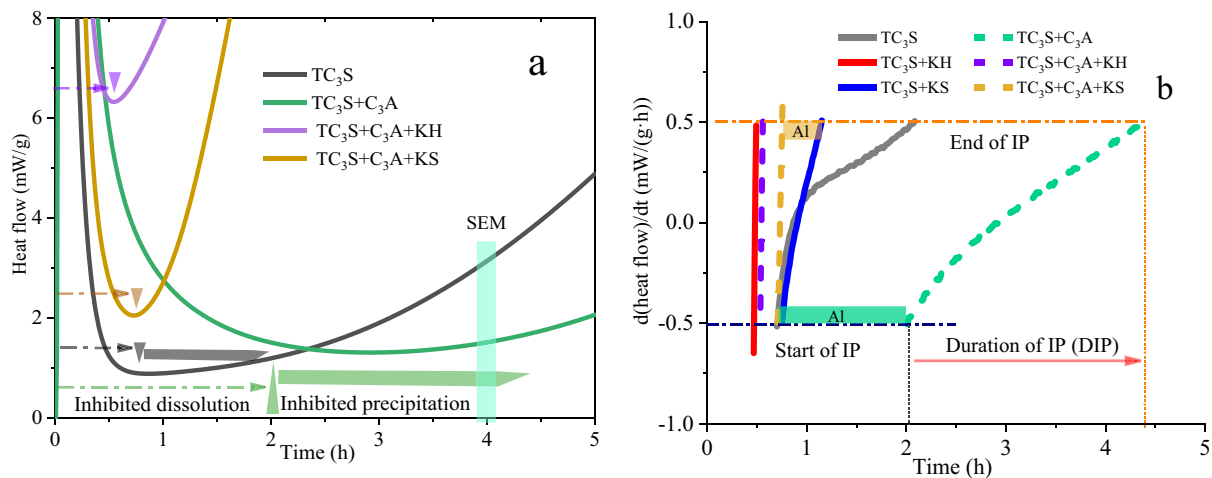 a
TC₃S
TC₃S+C₃A
TC₃S+C₃A+KH
TC₃S+C₃A+KS
SEM
Inhibited dissolution
Inhibited precipitation
Heat flow (mW/g)
8
6
4
2
0
0 1 2 3 4 5
Time (h)
b
TC₃S
TC₃S+KH
TC₃S+KS
TC₃S+C₃A
TC₃S+C₃A+KH
TC₃S+C₃A+KS
Al
End of IP
Al
Start of IP
Duration of IP (DIP)
d(heat flow)/dt (mW/(g·h))
1.0
0.5
0.0
-0.5
-1.0
0 1 2 3 4 5
Time (h)